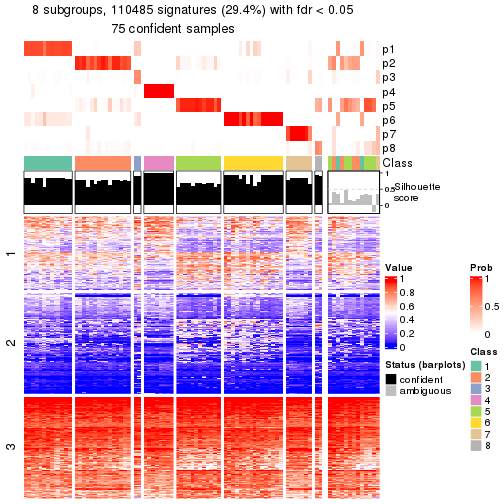 8 subgroups, 110485 signatures (29.4%) with fdr < 0.05
75 confident samples
p1
p2
p3
p4
p5
p6
p7
p8
Class
1
0.5
0
Silhouette
score
1
2
3
Value
1
0.8
0.6
0.4
0.2
0
Status (barplots)
confident
ambiguous
Prob
1
0.5
0
Class
1
2
3
4
5
6
7
8